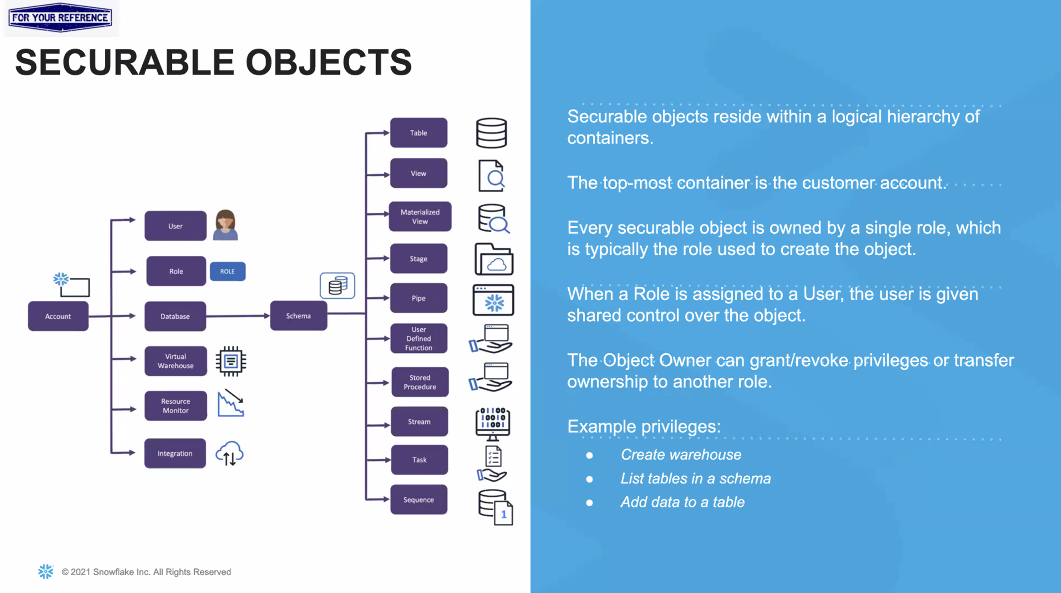 FOR YOUR REFERENCE
SECURABLE OBJECTS
Account
User
Role
ROLE
Database
Virtual
Warehouse
Resource
Monitor
Integration
Schema
Table
View
Materialized
View
Stage
Pipe
User
Defined
Function
Stored
Procedure
Stream
01100
10010
11001
Task
Sequence
1
Securable objects reside within a logical hierarchy of
containers.
The top-most container is the customer account.
Every securable object is owned by a single role, which
is typically the role used to create the object.
When a Role is assigned to a User, the user is given
shared control over the object.
The Object Owner can grant/revoke privileges or transfer
ownership to another role.
Example privileges:
● Create warehouse
● List tables in a schema
● Add data to a table
© 2021 Snowflake Inc. All Rights Reserved